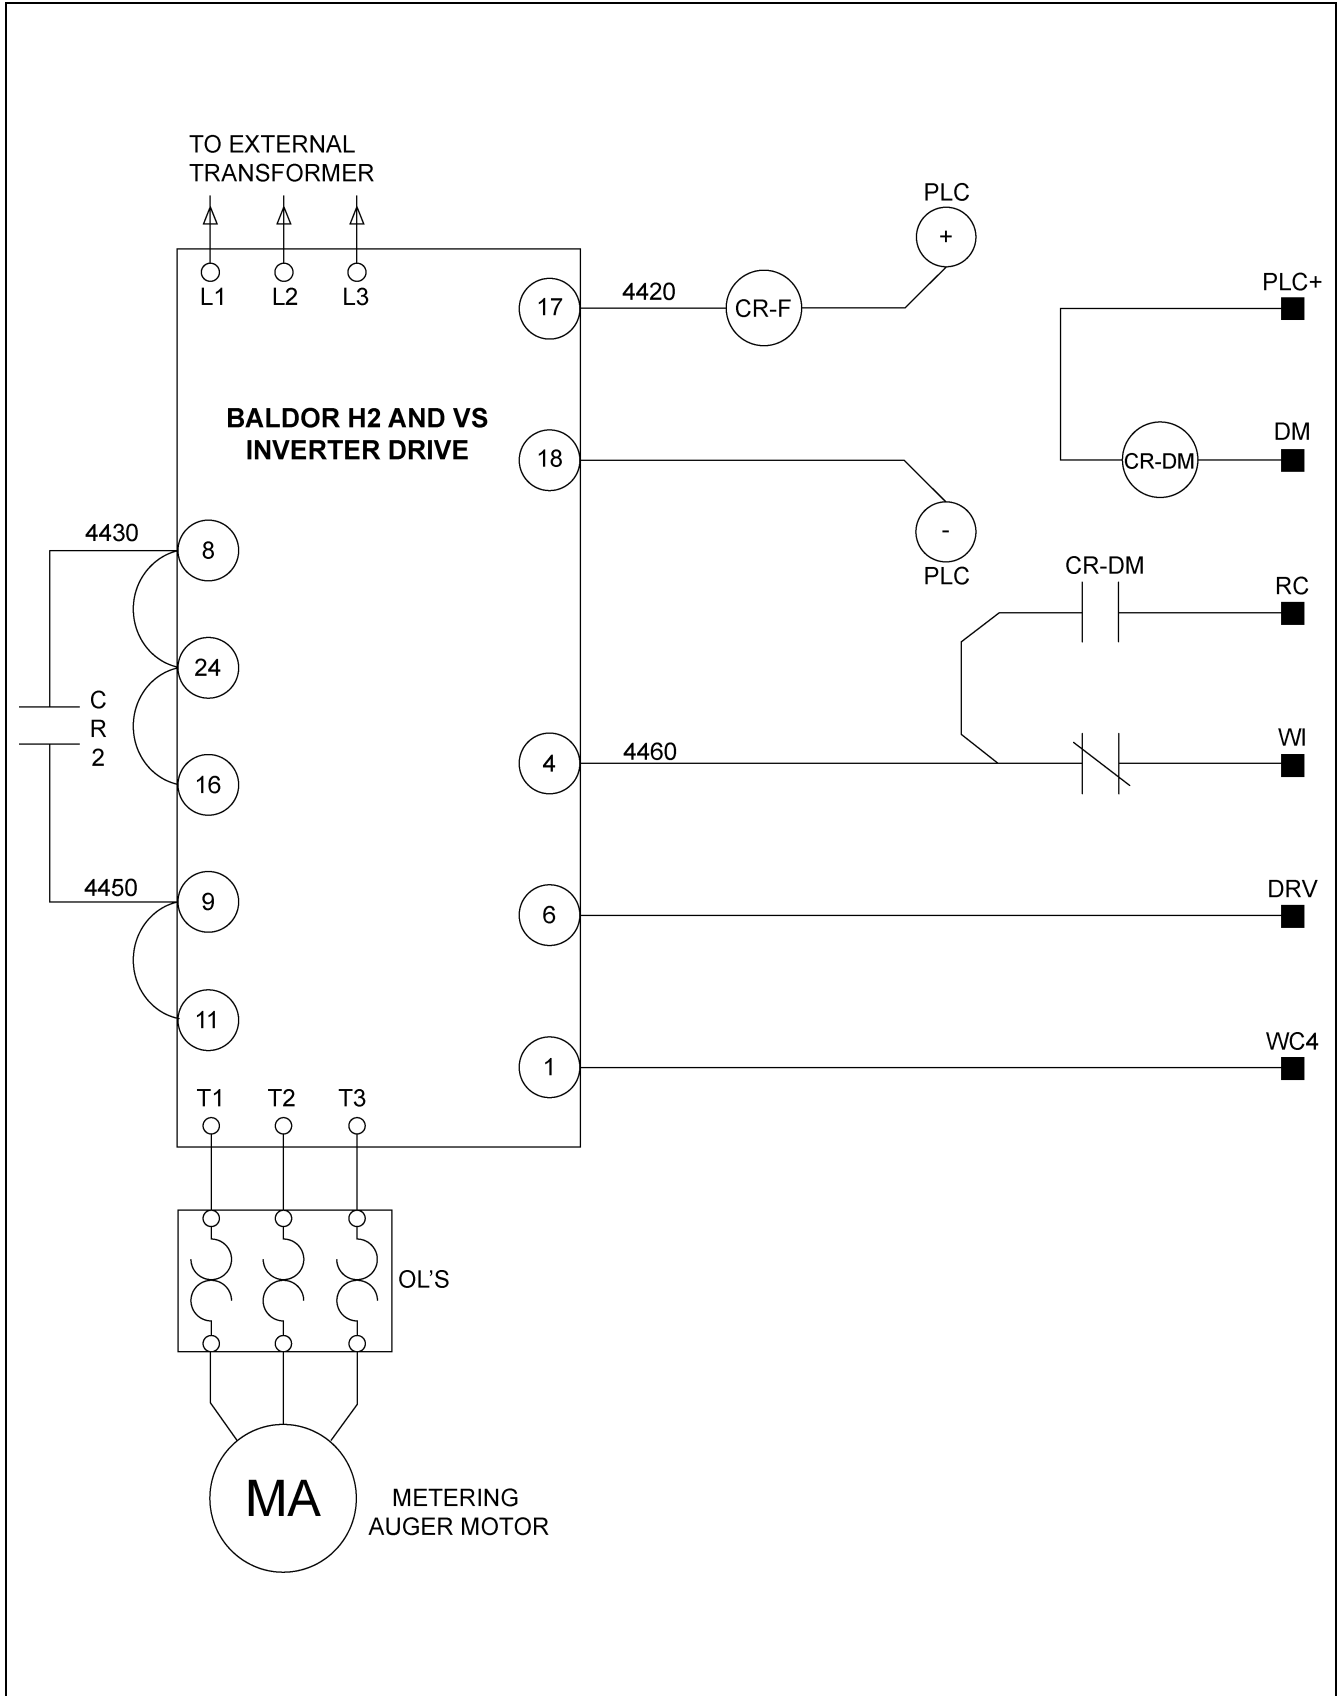 TO EXTERNAL
TRANSFORMER
L1 L2 L3
BALDOR H2 AND VS
INVERTER DRIVE
17
4420
CR-F
PLC
+
18
-
PLC
PLC+
DM
CR-DM
CR-DM
RC
4430
8
24
C
R
2
16
4450
9
11
4
4460
WI
6
DRV
1
WC4
T1 T2 T3
OL'S
MA
METERING
AUGER MOTOR